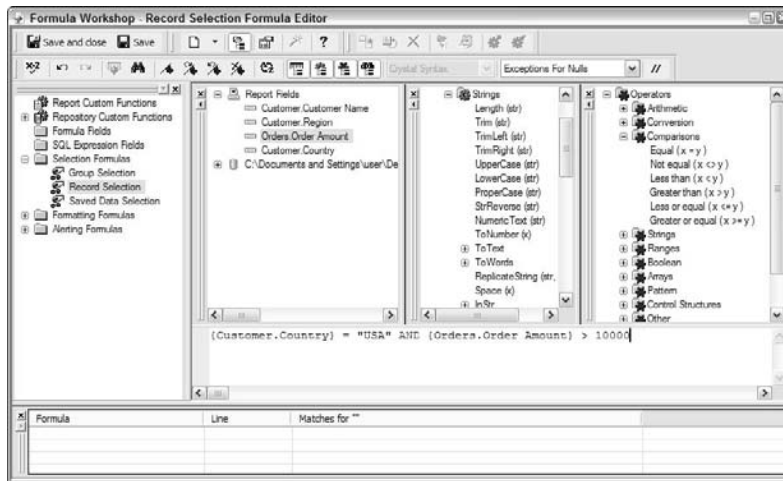 Formula Workshop - Record Selection Formula Editor
Save and close Save
X+2 Crystal Syntax Exceptions For Nulls //
Report Custom Functions
Repository Custom Functions
Formula Fields
SQL Expression Fields
Selection Formulas
Group Selection
Record Selection
Saved Data Selection
Formatting Formulas
Alerting Formulas
Report Fields
Customer.Customer Name
Customer.Region
Orders.Order Amount
Customer.Country
C:\Documents and Settings\user\De
Strings
Length (str)
Trim (str)
TrimLeft (str)
TrimRight (str)
UpperCase (str)
LowerCase (str)
ProperCase (str)
StrReverse (str)
NumericText (str)
ToNumber (x)
ToText
ToWords
ReplicateString (str,
Space (x)
InStr
Operators
Arithmetic
Conversion
Comparisons
Equal (x = y)
Not equal (x <> y)
Less than (x < y)
Greater than (x > y)
Less or equal (x <= y)
Greater or equal (x >= y)
Strings
Ranges
Boolean
Arrays
Pattern
Control Structures
Other
{Customer.Country} = "USA" AND {Orders.Order Amount} > 10000
Formula Line Matches for ""